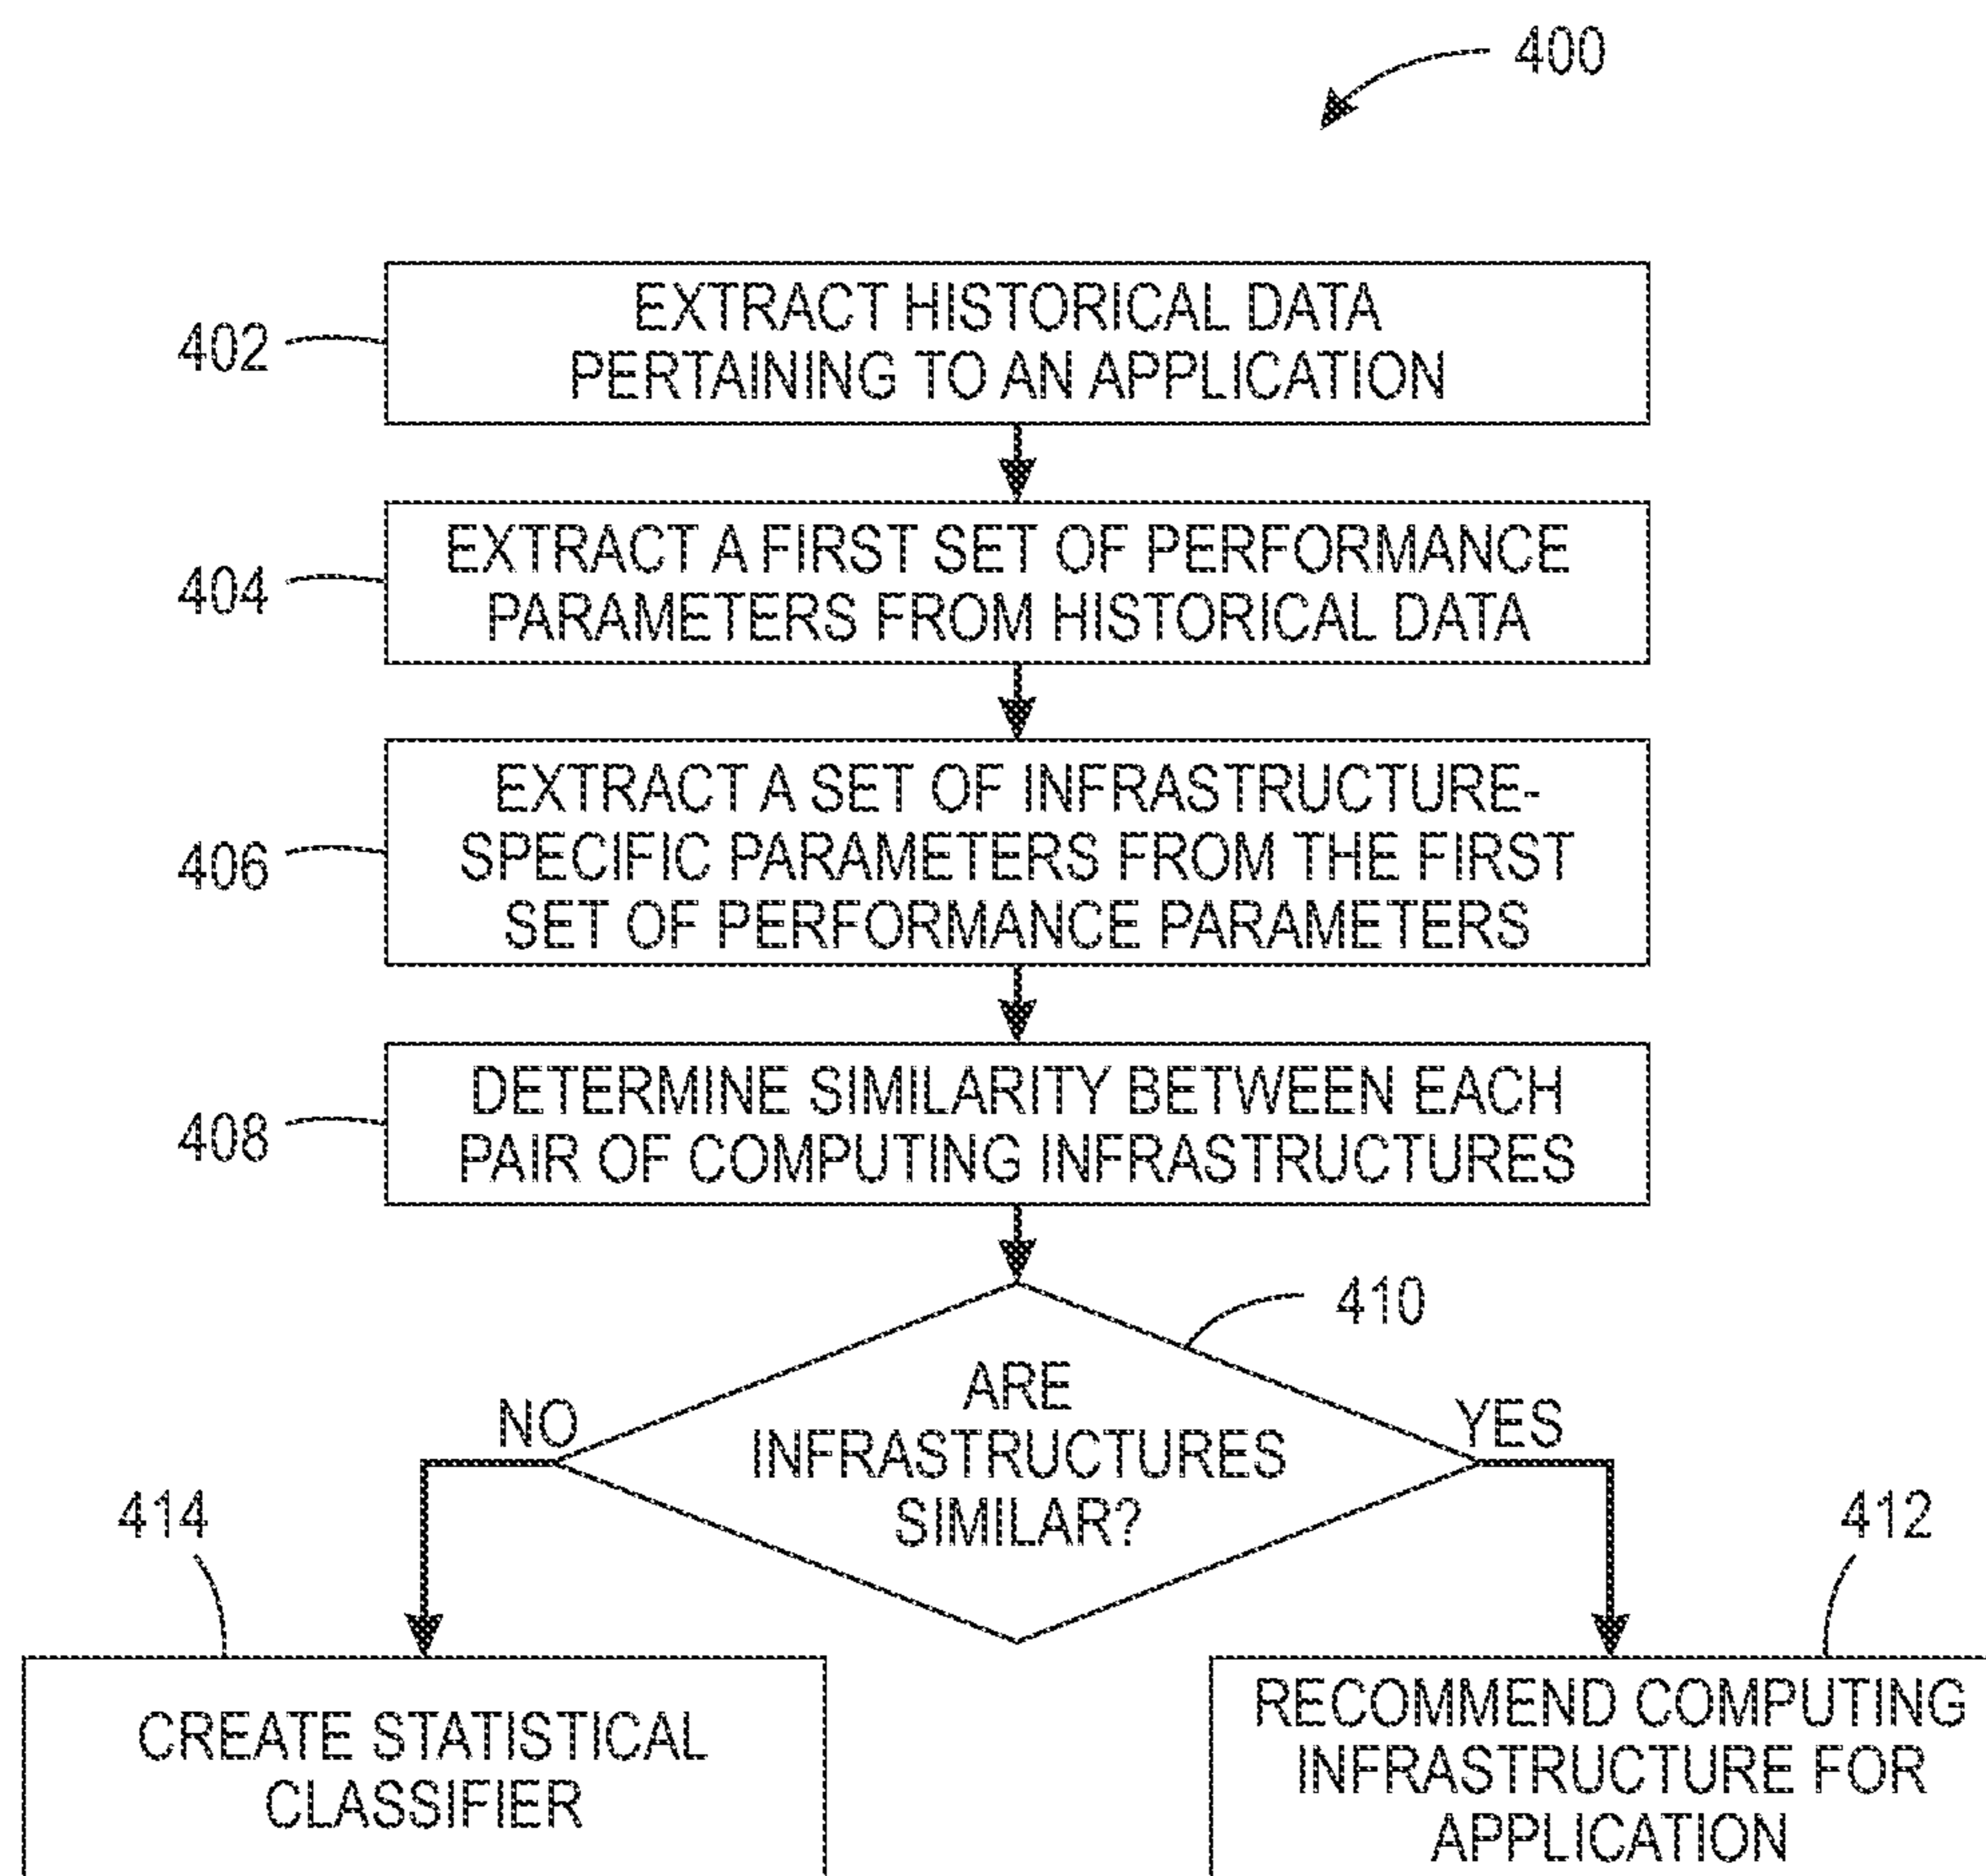 400
402
EXTRACT HISTORICAL DATA
PERTAINING TO AN APPLICATION
404
EXTRACT A FIRST SET OF PERFORMANCE
PARAMETERS FROM HISTORICAL DATA
406
EXTRACT A SET OF INFRASTRUCTURE-
SPECIFIC PARAMETERS FROM THE FIRST
SET OF PERFORMANCE PARAMETERS
408
DETERMINE SIMILARITY BETWEEN EACH
PAIR OF COMPUTING INFRASTRUCTURES
410
ARE
INFRASTRUCTURES
SIMILAR?
NO
YES
414
CREATE STATISTICAL
CLASSIFIER
412
RECOMMEND COMPUTING
INFRASTRUCTURE FOR
APPLICATION